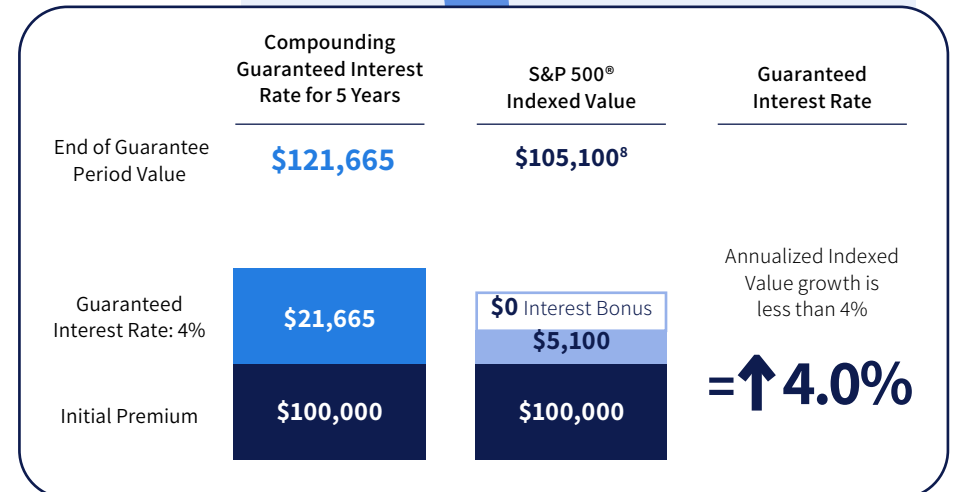 Compounding
Guaranteed Interest
Rate for 5 Years
S&P 500®
Indexed Value
Guaranteed
Interest Rate
End of Guarantee
Period Value
$121,665
$105,100⁸
Guaranteed
Interest Rate: 4%
$21,665
$0 Interest Bonus
$5,100
Annualized Indexed
Value growth is
less than 4%
=↑4.0%
Initial Premium
$100,000
$100,000